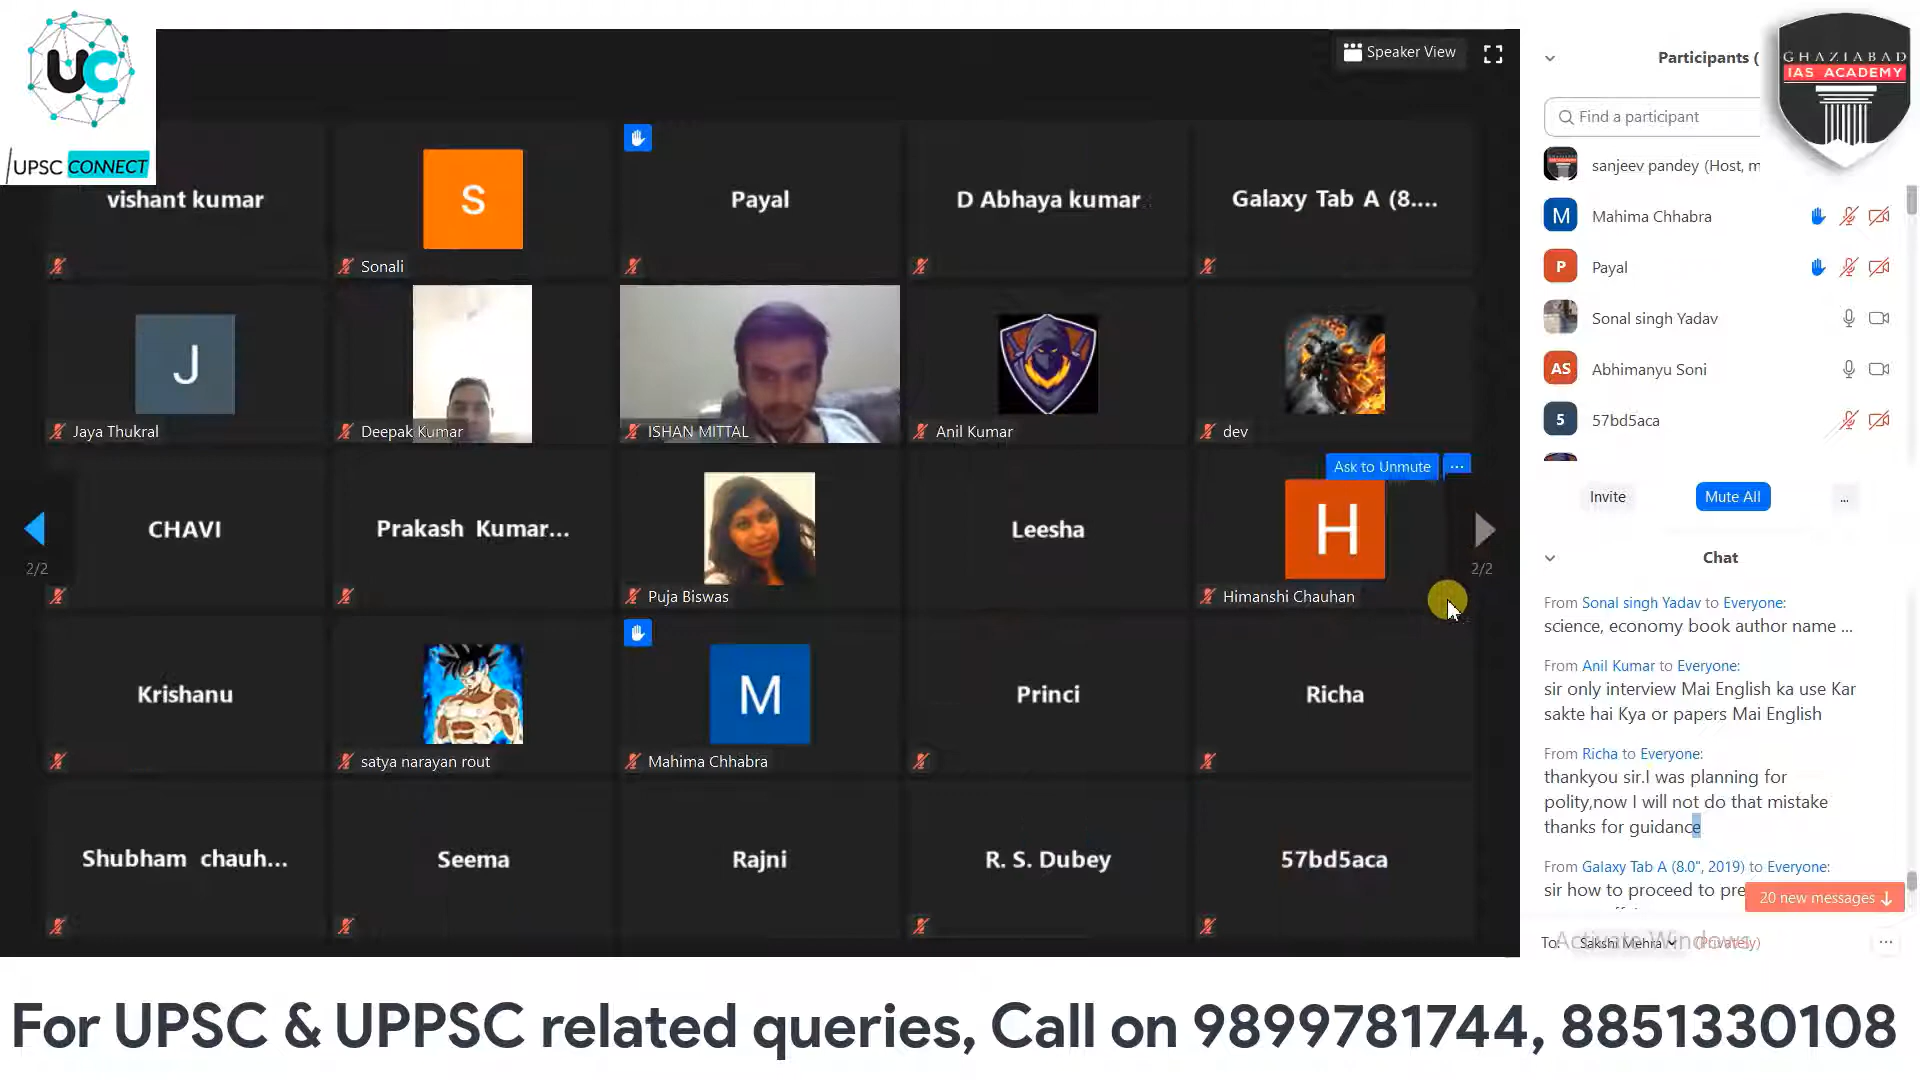 UC
UPSC CONNECT
Speaker View
vishant kumar
S
Sonali
Payal
D Abhaya kumar
Galaxy Tab A (8....
J
Jaya Thukral
Deepak Kumar
ISHAN MITTAL
Anil Kumar
dev
2/2
CHAVI
Prakash Kumar...
Puja Biswas
Leesha
Ask to Unmute
...
H
Himanshi Chauhan
2/2
Krishanu
satya narayan rout
M
Mahima Chhabra
Princi
Richa
Shubham chauh...
Seema
Rajni
R. S. Dubey
57bd5aca
Participants (
GHAZIABAD
IAS ACADEMY
Find a participant
sanjeev pandey (Host, m
M Mahima Chhabra
P Payal
Sonal singh Yadav
AS Abhimanyu Soni
5 57bd5aca
Invite
Mute All
...
Chat
From Sonal singh Yadav to Everyone:
science, economy book author name ...
From Anil Kumar to Everyone:
sir only interview Mai English ka use Kar
sakte hai Kya or papers Mai English
From Richa to Everyone:
thankyou sir.I was planning for
polity,now I will not do that mistake
thanks for guidance
From Galaxy Tab A (8.0", 2019) to Everyone:
sir how to proceed to pre
20 new messages
To: Sakshi Mehra (Privately)
...
Activate Windows
For UPSC & UPPSC related queries, Call on 9899781744, 8851330108